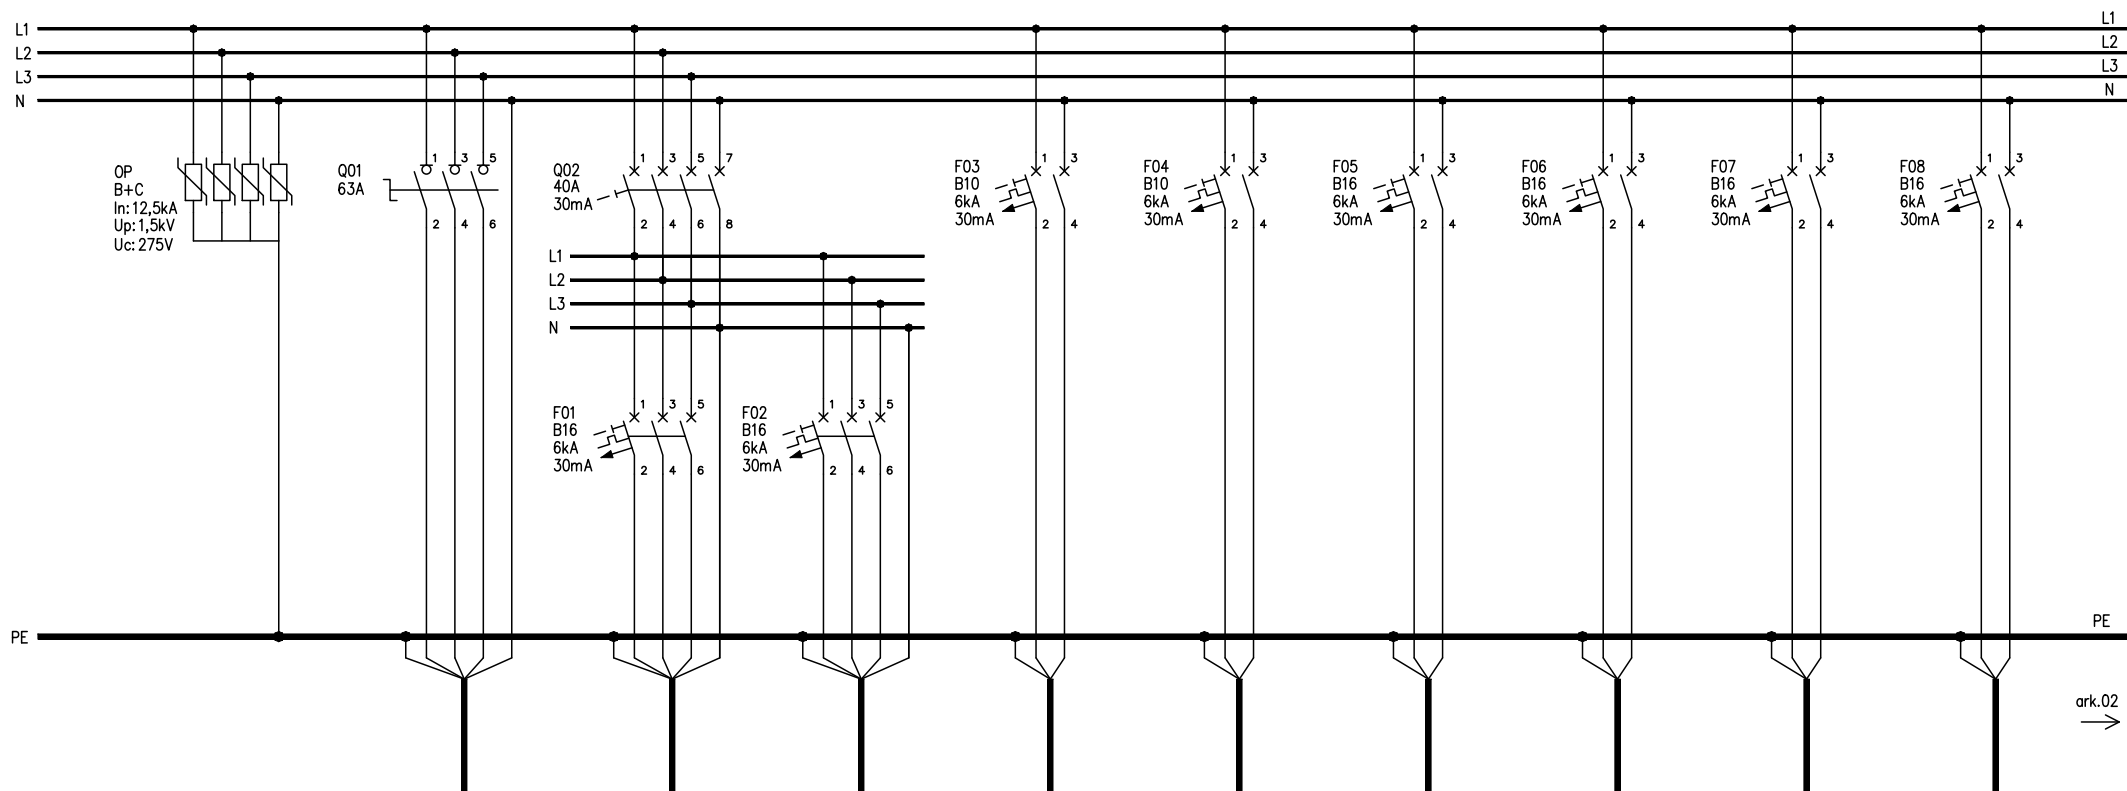 L1
L2
L3
N
L1
L2
L3
N
OP
B+C
In: 12,5kA
Up: 1,5kV
Uc: 275V
Q01
63A
1 3 5
2 4 6
Q02
40A
30mA
1 3 5 7
2 4 6 8
L1
L2
L3
N
F01
B16
6kA
30mA
1 3 5
2 4 6
F02
B16
6kA
30mA
1 3 5
2 4 6
F03
B10
6kA
30mA
1 3
2 4
F04
B10
6kA
30mA
1 3
2 4
F05
B16
6kA
30mA
1 3
2 4
F06
B16
6kA
30mA
1 3
2 4
F07
B16
6kA
30mA
1 3
2 4
F08
B16
6kA
30mA
1 3
2 4
PE
PE
ark.02